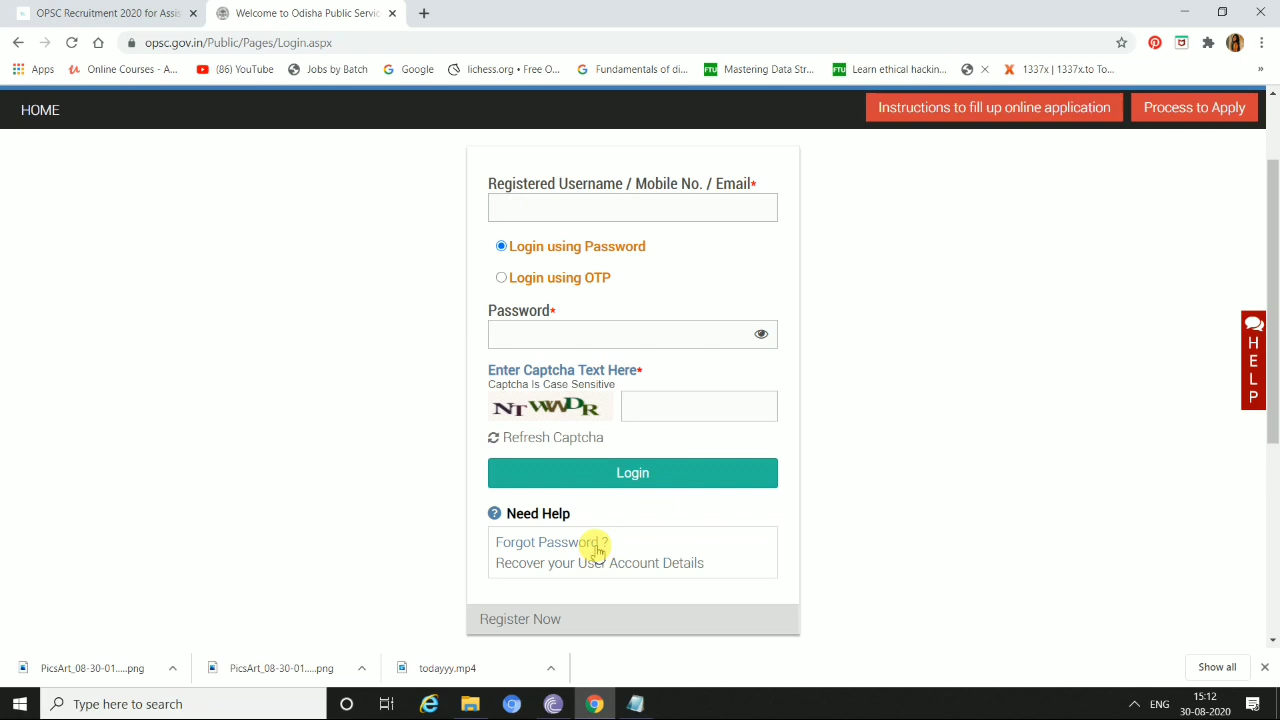 OPSC Recruitment 2020 for Assis
Welcome to Odisha Public Servic
opsc.gov.in/Public/Pages/Login.aspx
Apps
Online Courses - A...
(86) YouTube
Jobs by Batch
Google
lichess.org • Free O...
Fundamentals of di...
FTU
Mastering Data Str...
FTU
Learn ethical hackin...
1337x | 1337x.to To...
»
HOME
Instructions to fill up online application
Process to Apply
Registered Username / Mobile No. / Email*
Login using Password
Login using OTP
Password*
Enter Captcha Text Here*
Captcha Is Case Sensitive
NTWWADR
Refresh Captcha
Login
Need Help
Forgot Password ?
Recover your User Account Details
Register Now
HELP
PicsArt_08-30-01.....png
PicsArt_08-30-01.....png
todayyy.mp4
Show all
Type here to search
ENG
15:12
30-08-2020